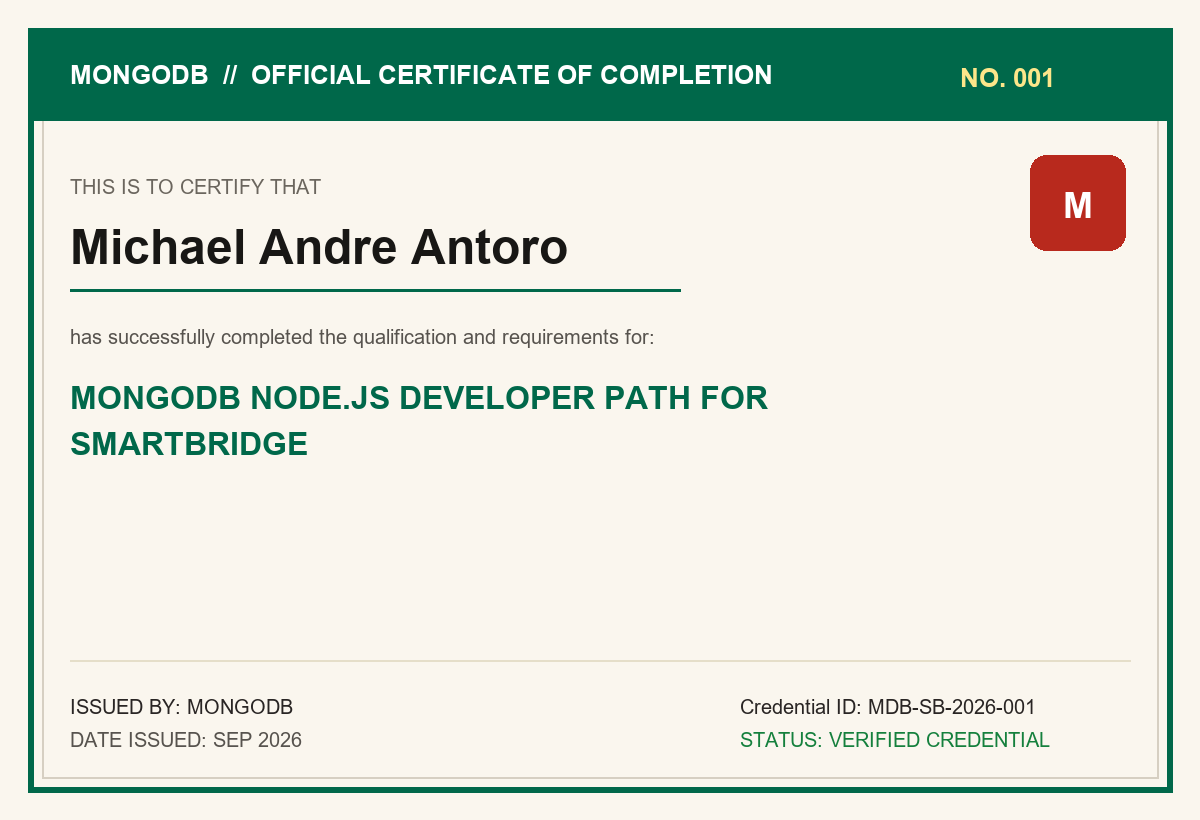 MONGODB // OFFICIAL CERTIFICATE OF COMPLETION
NO. 001
M
THIS IS TO CERTIFY THAT
Michael Andre Antoro
has successfully completed the qualification and requirements for:
MONGODB NODE.JS DEVELOPER PATH FOR
SMARTBRIDGE
ISSUED BY: MONGODB
DATE ISSUED: SEP 2026
Credential ID: MDB-SB-2026-001
STATUS: VERIFIED CREDENTIAL